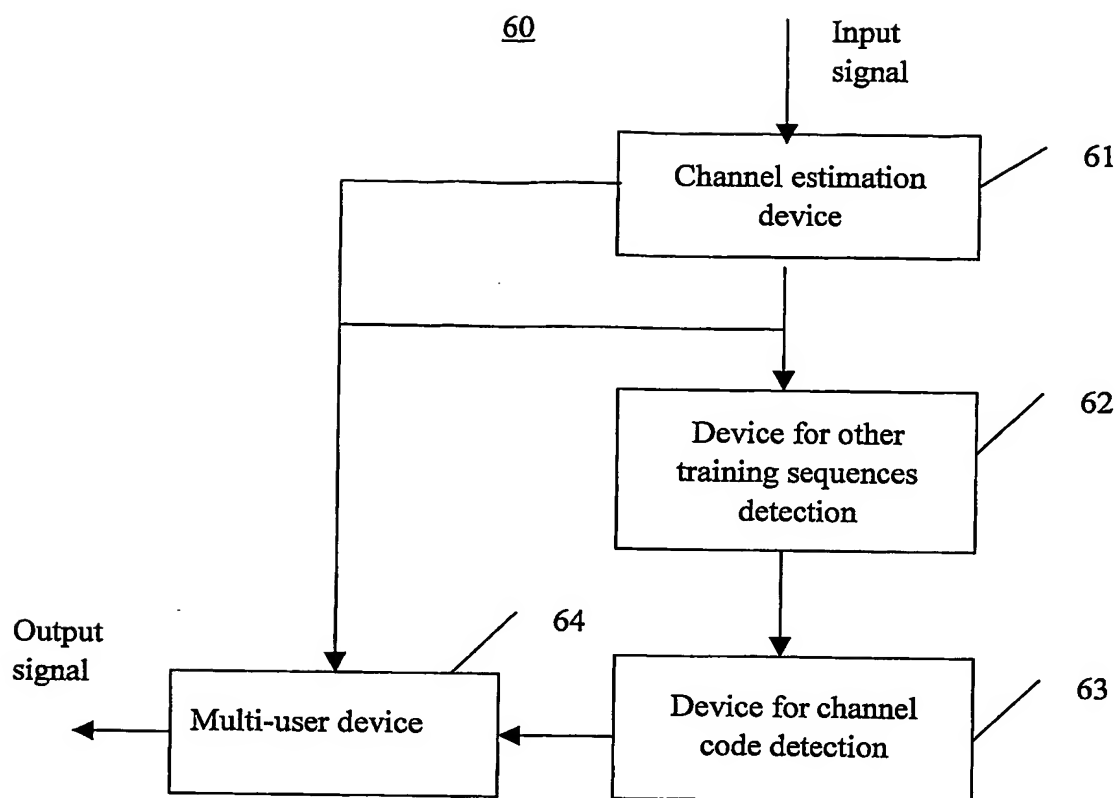 60
Input
signal
61
Channel estimation
device
62
Device for other
training sequences
detection
Output
signal
64
Multi-user device
63
Device for channel
code detection